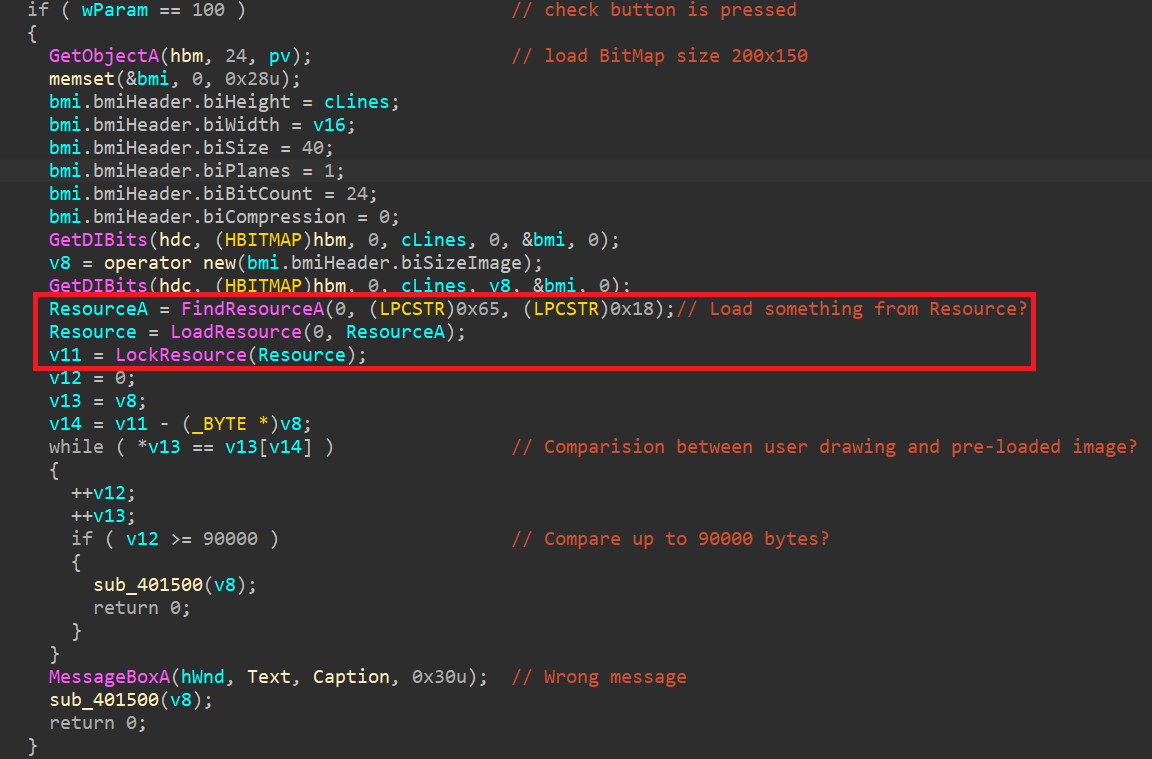 if ( wParam == 100 ) // check button is pressed
{
GetObjectA(hbm, 24, pv); // load BitMap size 200x150
memset(&bmi, 0, 0x28u);
bmi.bmiHeader.biHeight = cLines;
bmi.bmiHeader.biWidth = v16;
bmi.bmiHeader.biSize = 40;
bmi.bmiHeader.biPlanes = 1;
bmi.bmiHeader.biBitCount = 24;
bmi.bmiHeader.biCompression = 0;
GetDIBits(hdc, (HBITMAP)hbm, 0, cLines, 0, &bmi, 0);
v8 = operator new(bmi.bmiHeader.biSizeImage);
GetDIBits(hdc, (HBITMAP)hbm, 0, cLines, v8, &bmi, 0);
ResourceA = FindResourceA(0, (LPCSTR)0x65, (LPCSTR)0x18);// Load something from Resource?
Resource = LoadResource(0, ResourceA);
v11 = LockResource(Resource);
v12 = 0;
v13 = v8;
v14 = v11 - (_BYTE *)v8;
while ( *v13 == v13[v14] ) // Comparision between user drawing and pre-loaded image?
{
++v12;
++v13;
if ( v12 >= 90000 ) // Compare up to 90000 bytes?
{
sub_401500(v8);
return 0;
}
}
MessageBoxA(hWnd, Text, Caption, 0x30u); // Wrong message
sub_401500(v8);
return 0;
}